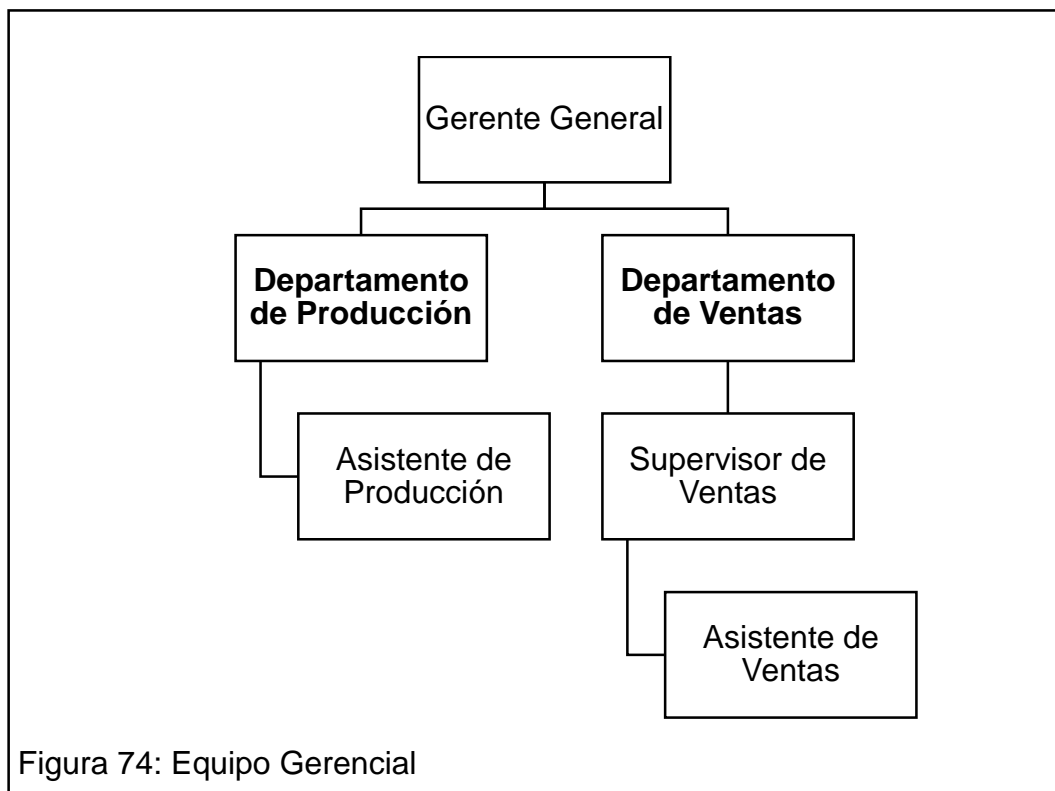 Gerente General
Departamento
de Producción
Departamento
de Ventas
Asistente de
Producción
Supervisor de
Ventas
Asistente de
Ventas
Figura 74: Equipo Gerencial